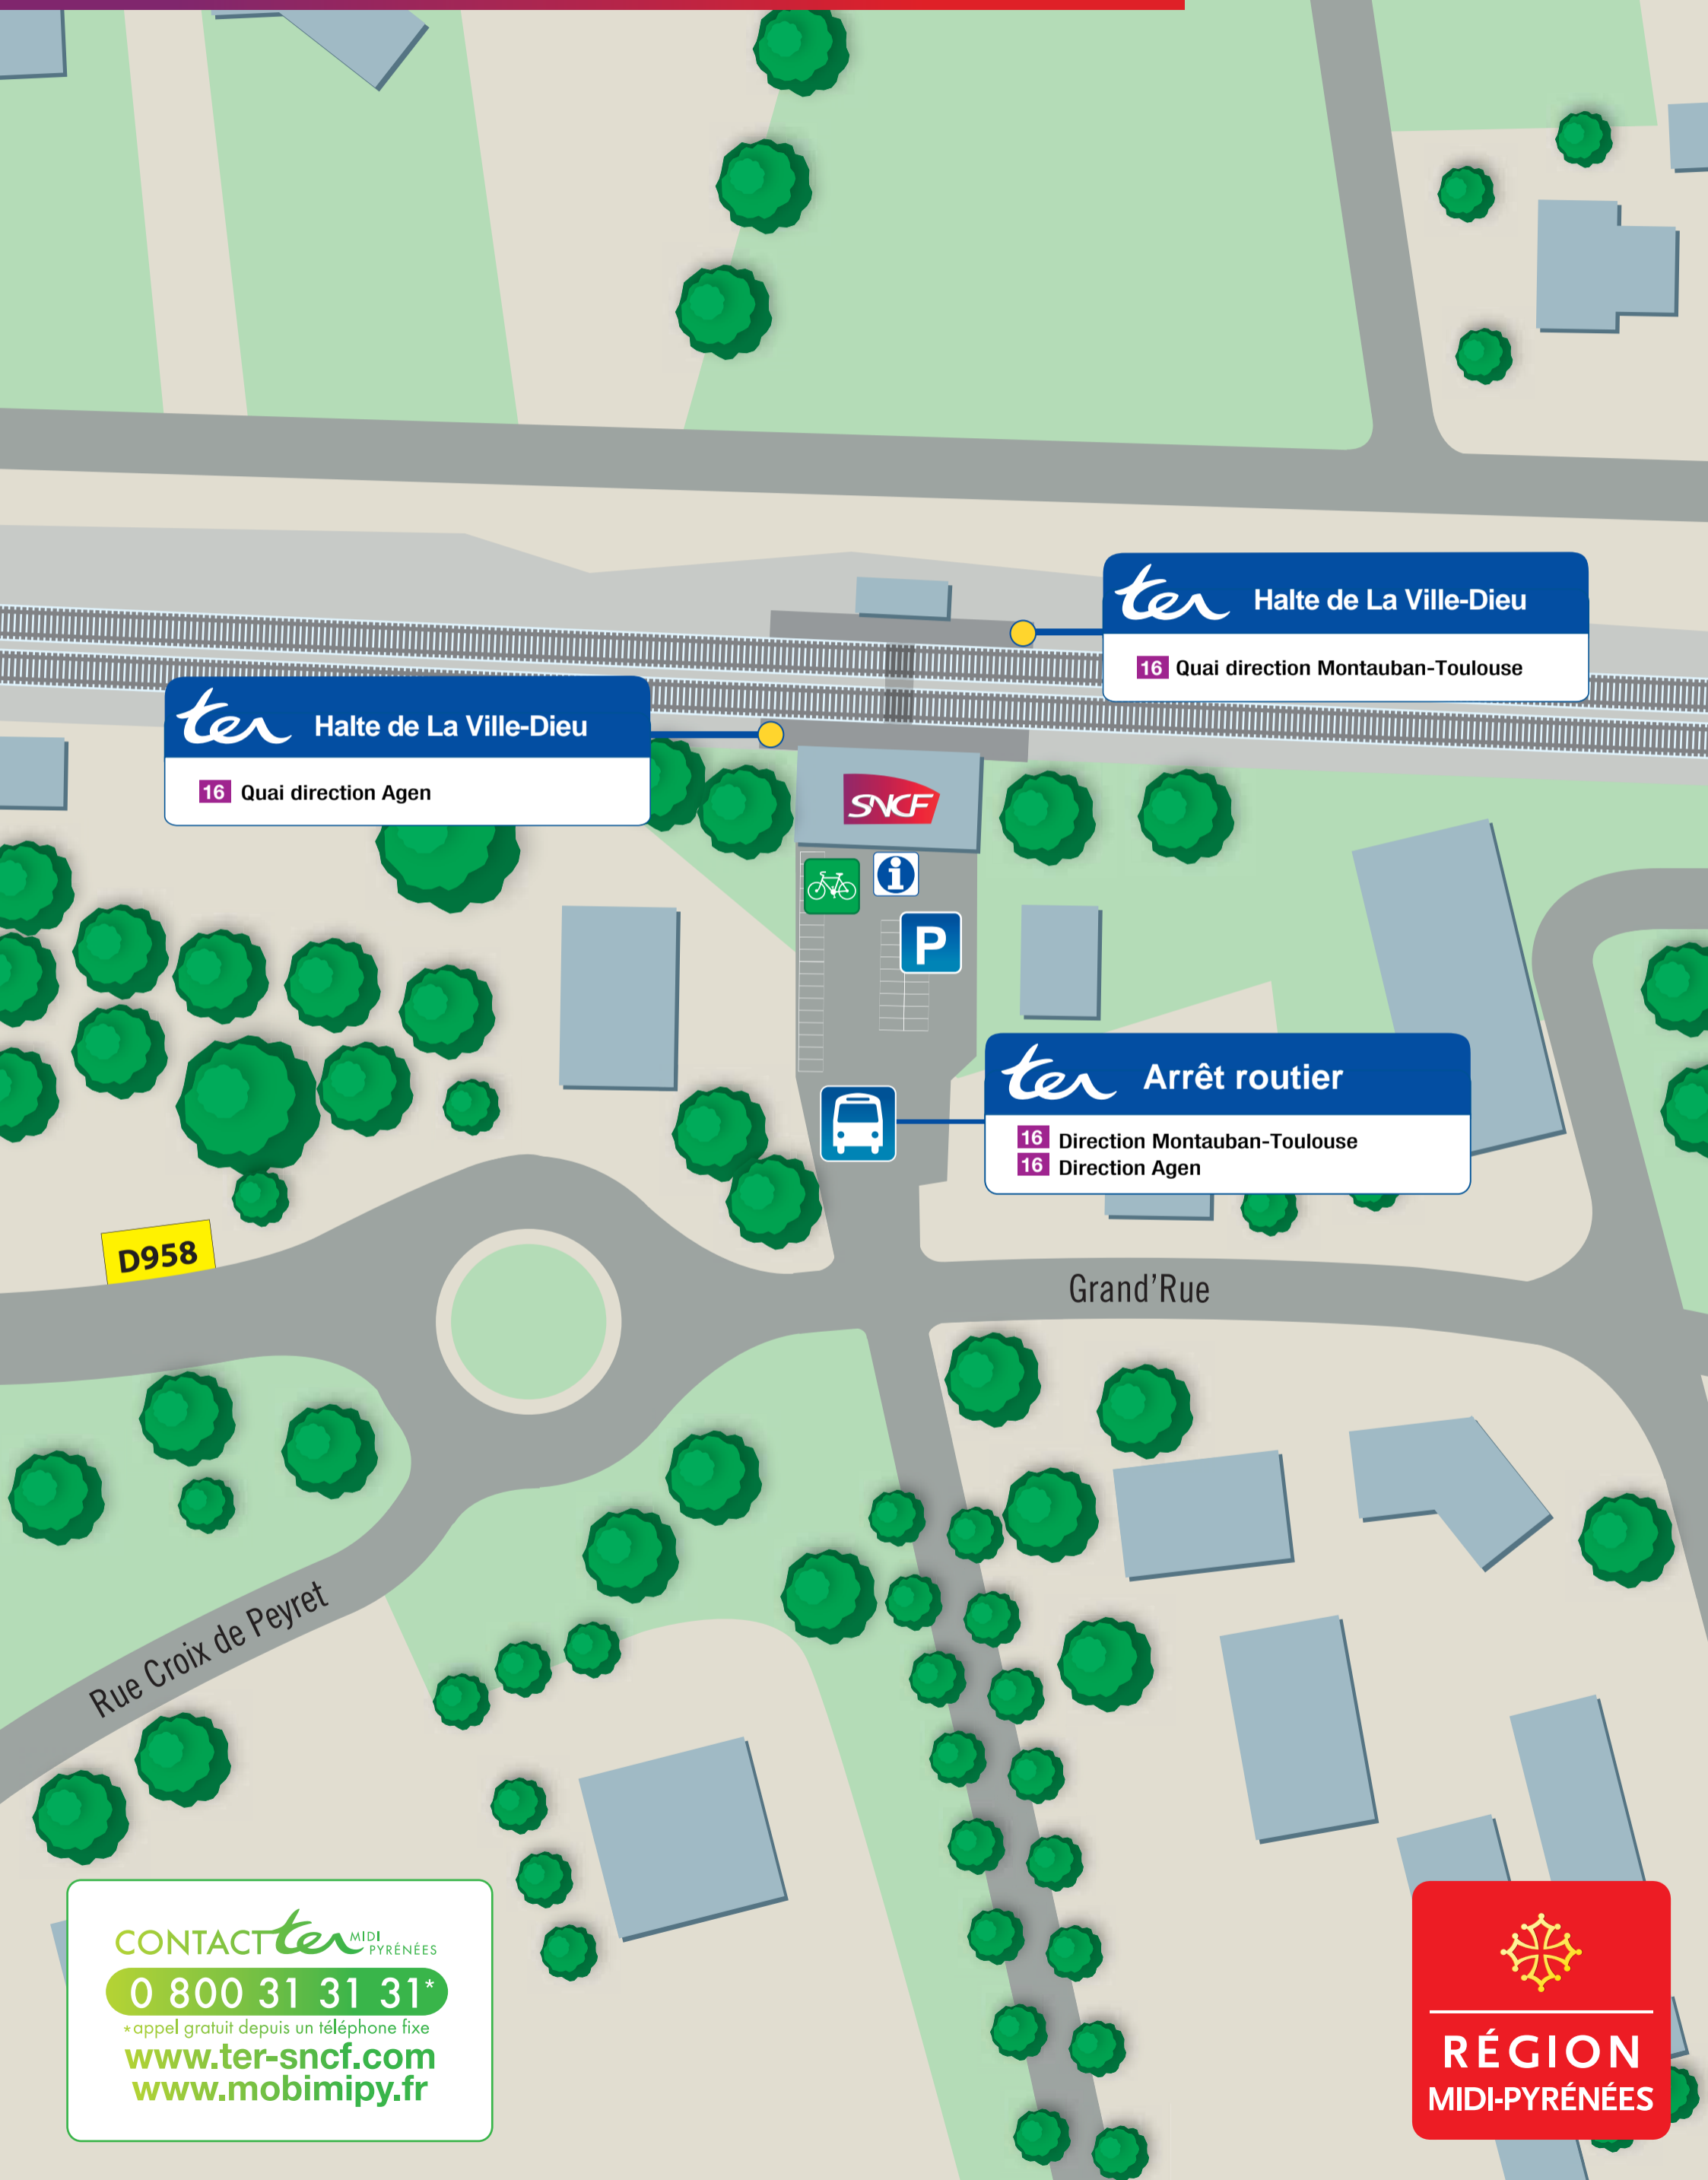 ter Halte de La Ville-Dieu
16 Quai direction Montauban-Toulouse
ter Halte de La Ville-Dieu
16 Quai direction Agen
SNCF
i
P
ter Arrêt routier
16 Direction Montauban-Toulouse
16 Direction Agen
D958
Grand'Rue
Rue Croix de Peyret
CONTACT ter MIDI
PYRÉNÉES
0 800 31 31 31*
*appel gratuit depuis un téléphone fixe
www.ter-sncf.com
www.mobimipy.fr
RÉGION
MIDI-PYRÉNÉES